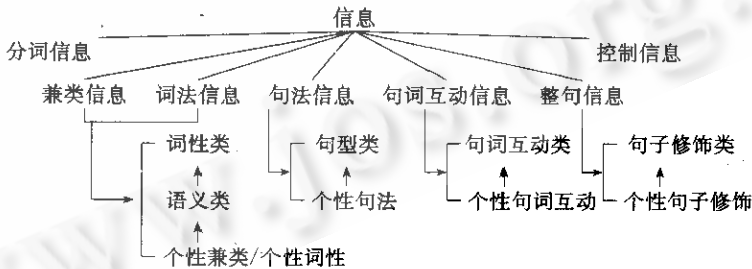 信息
分词信息 控制信息
兼类信息 词法信息 句法信息 句词互动信息 整句信息
词性类 句型类 句词互动类 句子修饰类
语义类 个性句法 个性句词互动 个性句子修饰
个性兼类/个性词性
www.jos.org.